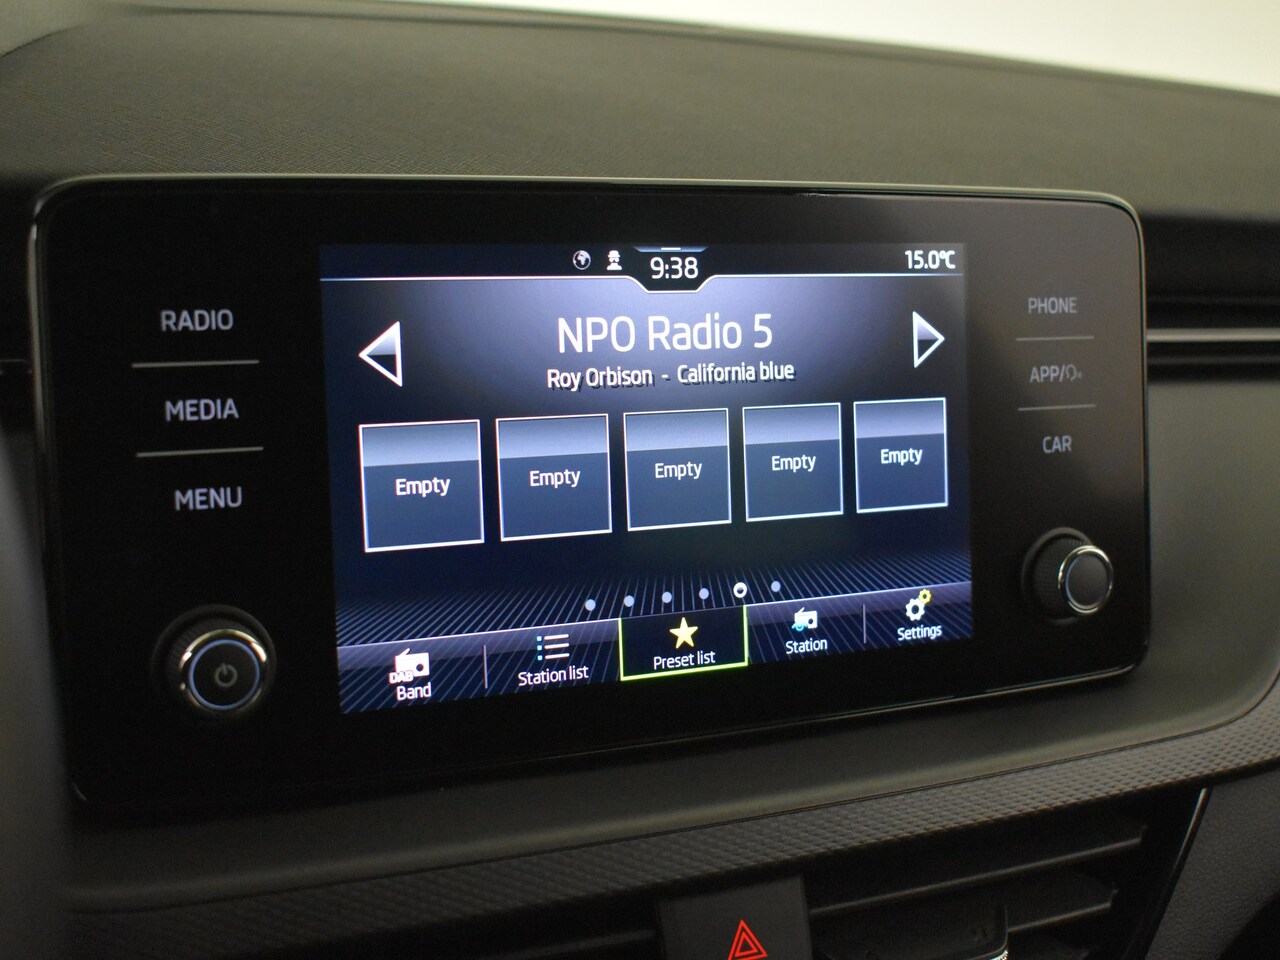 9:38
15.0°C
RADIO
MEDIA
MENU
NPO Radio 5
Roy Orbison - California blue
Empty
Empty
Empty
Empty
Empty
DAB
Band
Station list
Preset list
Station
Settings
PHONE
APP/
CAR